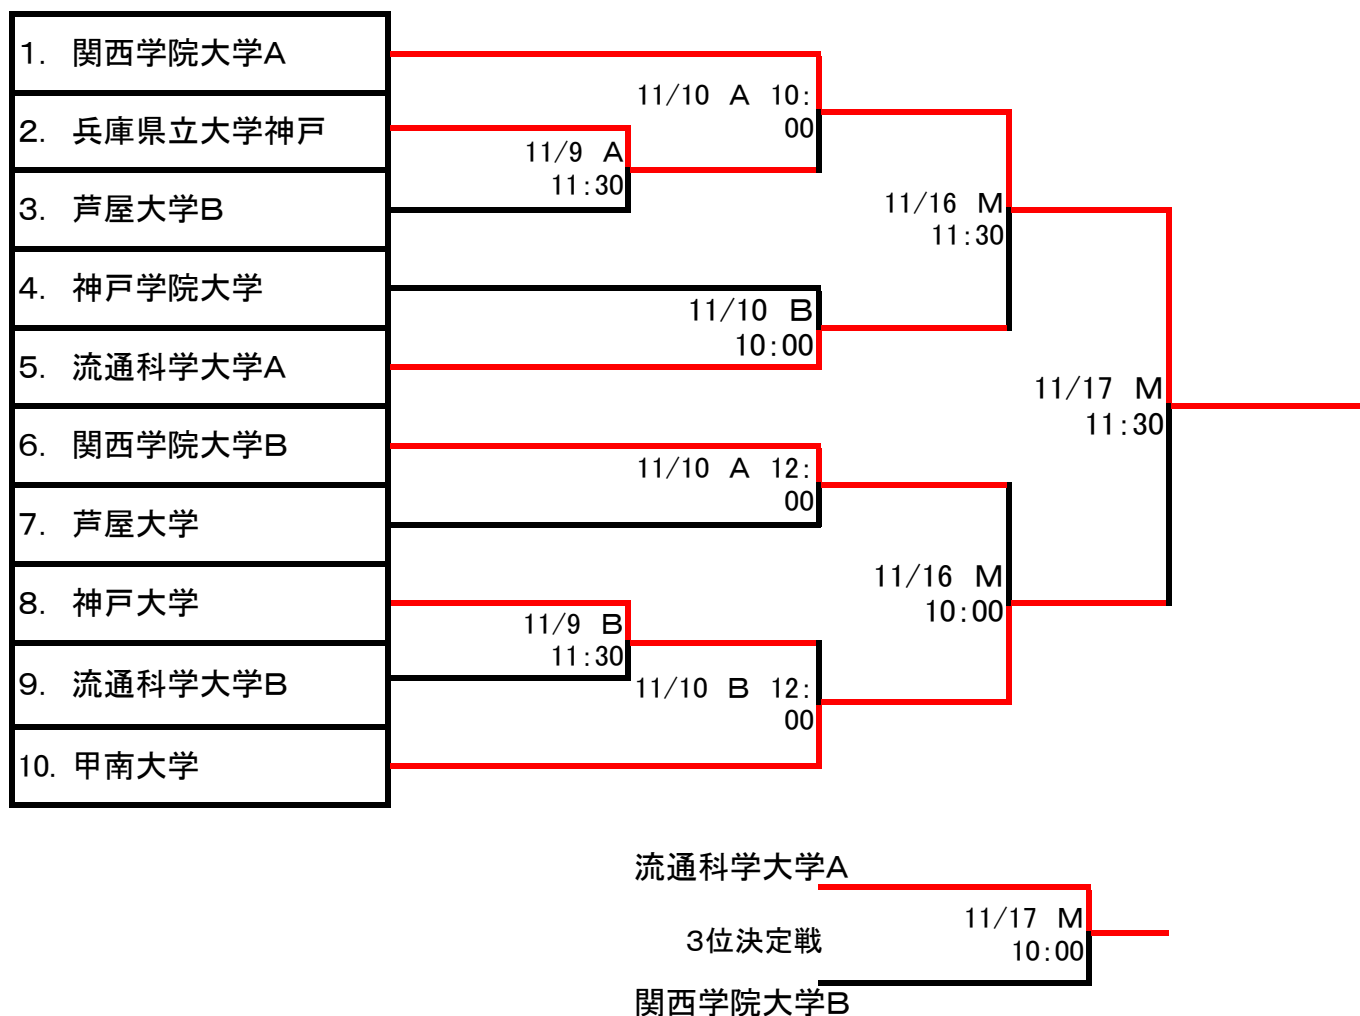 1. 関西学院大学A
2. 兵庫県立大学神戸
3. 芦屋大学B
4. 神戸学院大学
5. 流通科学大学A
6. 関西学院大学B
7. 芦屋大学
8. 神戸大学
9. 流通科学大学B
10. 甲南大学
11/10 A 10:
00
11/9 A
11:30
11/10 B
10:00
11/10 A 12:
00
11/9 B
11:30
11/10 B 12:
00
11/16 M
11:30
11/16 M
10:00
11/17 M
11:30
流通科学大学A
3位決定戦
関西学院大学B
11/17 M
10:00